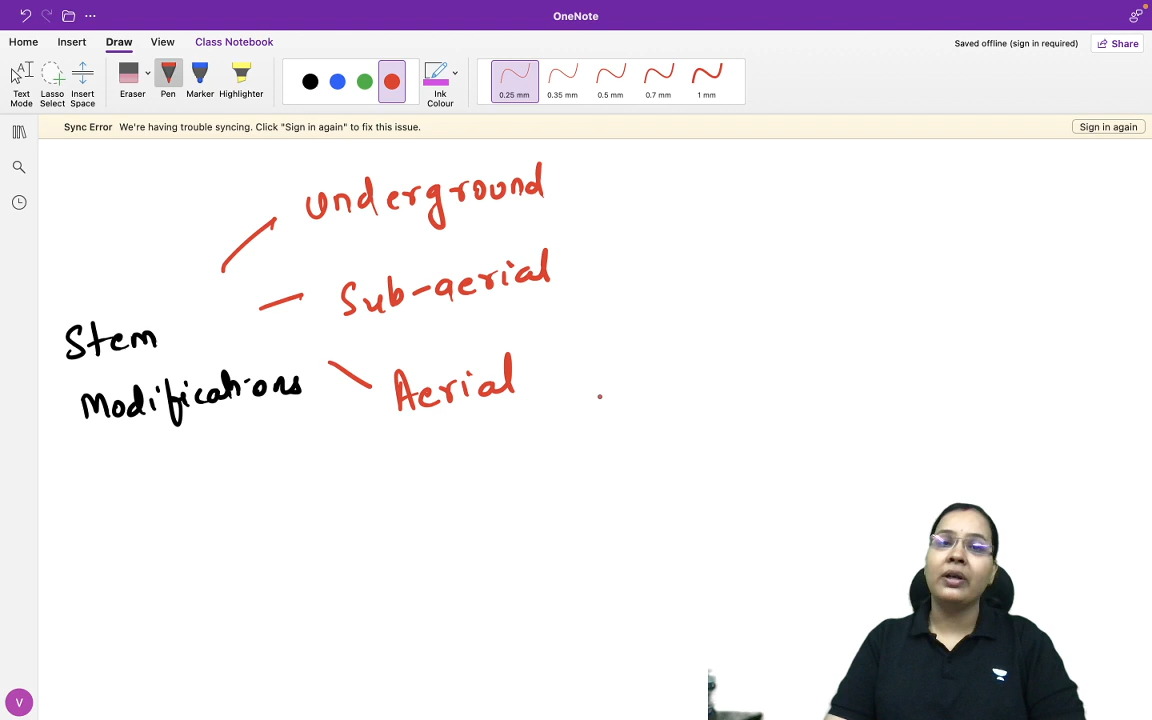 OneNote
Home Insert Draw View Class Notebook
Saved offline (sign in required) Share
Text Mode Lasso Select Insert Space Eraser Pen Marker Highlighter Ink Colour 0.25 mm 0.35 mm 0.5 mm 0.7 mm 1 mm
Sync Error We're having trouble syncing. Click "Sign in again" to fix this issue. Sign in again
Underground
Sub-aerial
Stem
Modifications
Aerial
V